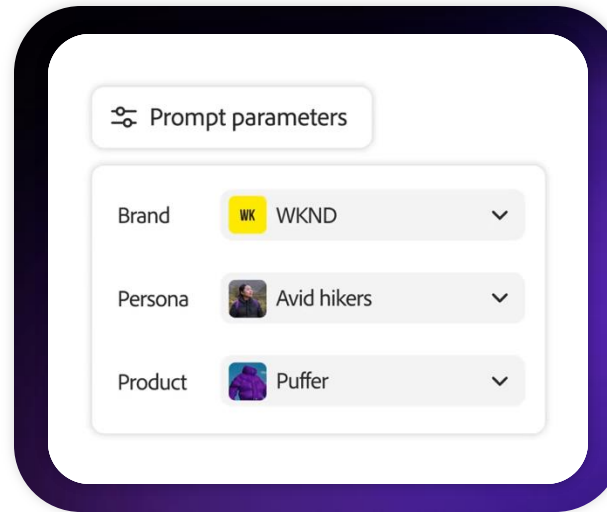 Prompt parameters
Brand WK WKND
Persona Avid hikers
Product Puffer